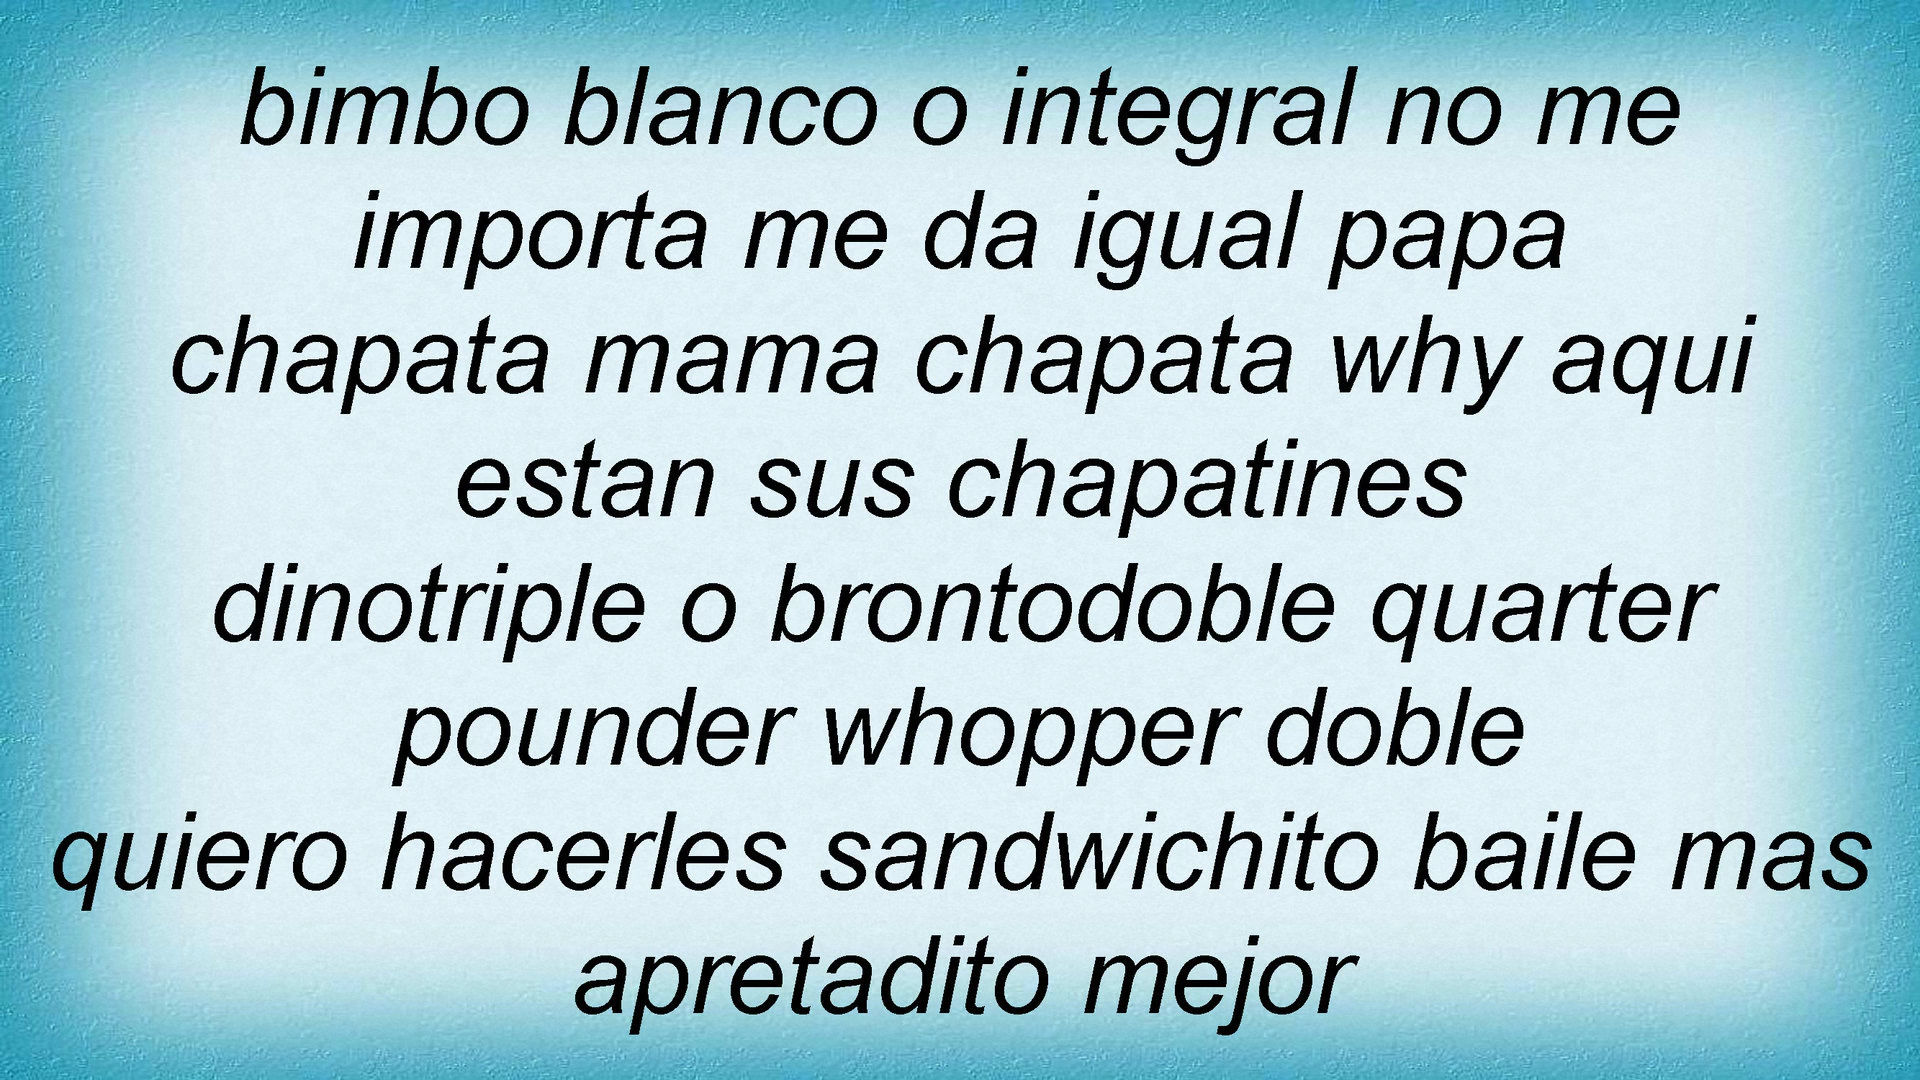 bimbo blanco o integral no me
importa me da igual papa
chapata mama chapata why aqui
estan sus chapatines
dinotriple o brontodoble quarter
pounder whopper doble
quiero hacerles sandwichito baile mas
apretadito mejor